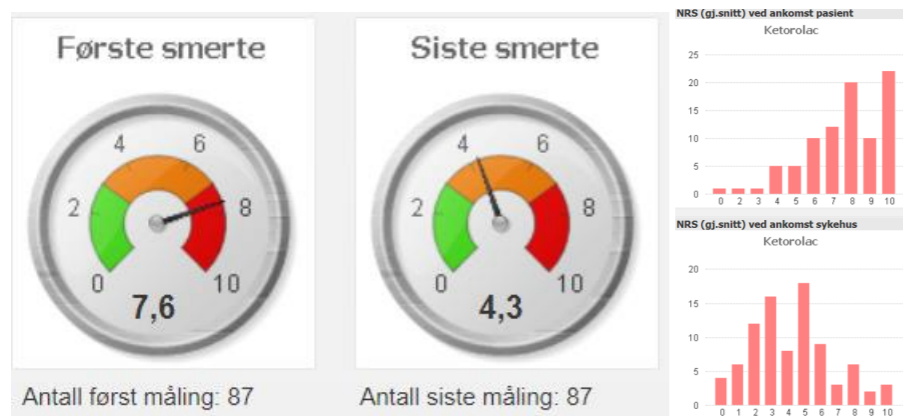 Første smerte
4 6
2 8
0 10
7,6
Antall først måling: 87
Siste smerte
4 6
2 8
0 10
4,3
Antall siste måling: 87
NRS (gj.snitt) ved ankomst pasient
Ketorolac
25
20
15
10
5
0
0 2 3 4 5 6 7 8 9 10
NRS (gj.snitt) ved ankomst sykehus
Ketorolac
20
15
10
5
0
0 1 2 3 4 5 6 7 8 9 10